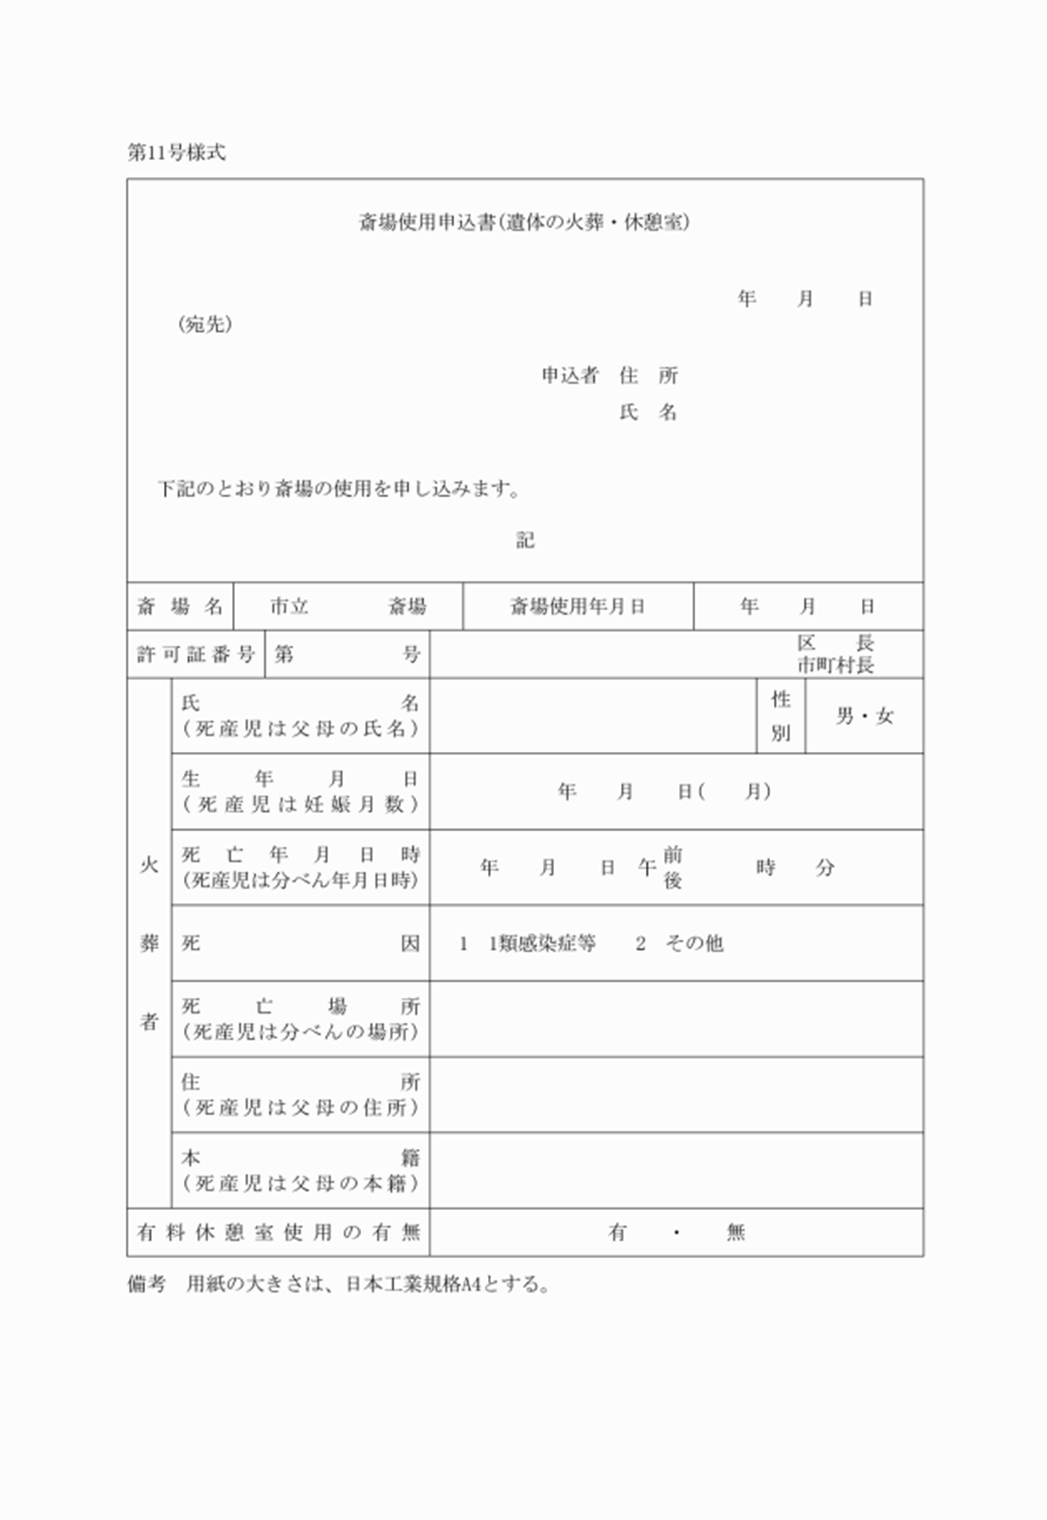 第11号様式
斎場使用申込書(遺体の火葬・休憩室)
年　月　日
(宛先)
申込者　住　所
氏　名
下記のとおり斎場の使用を申し込みます。
記
斎場名　市立　斎場　斎場使用年月日　年　月　日
許可証番号　第　号　区　長
市町村長
火葬者
氏　名
(死産児は父母の氏名)
性別　男・女
生年月日
(死産児は妊娠月数)
年　月　日(　月)
死亡年月日時
(死産児は分べん年月日時)
年　月　日　午前後　時　分
死因　1　1類感染症等　2　その他
死亡場所
(死産児は分べんの場所)
住所
(死産児は父母の住所)
本籍
(死産児は父母の本籍)
有料休憩室使用の有無　有　・　無
備考　用紙の大きさは、日本工業規格A4とする。